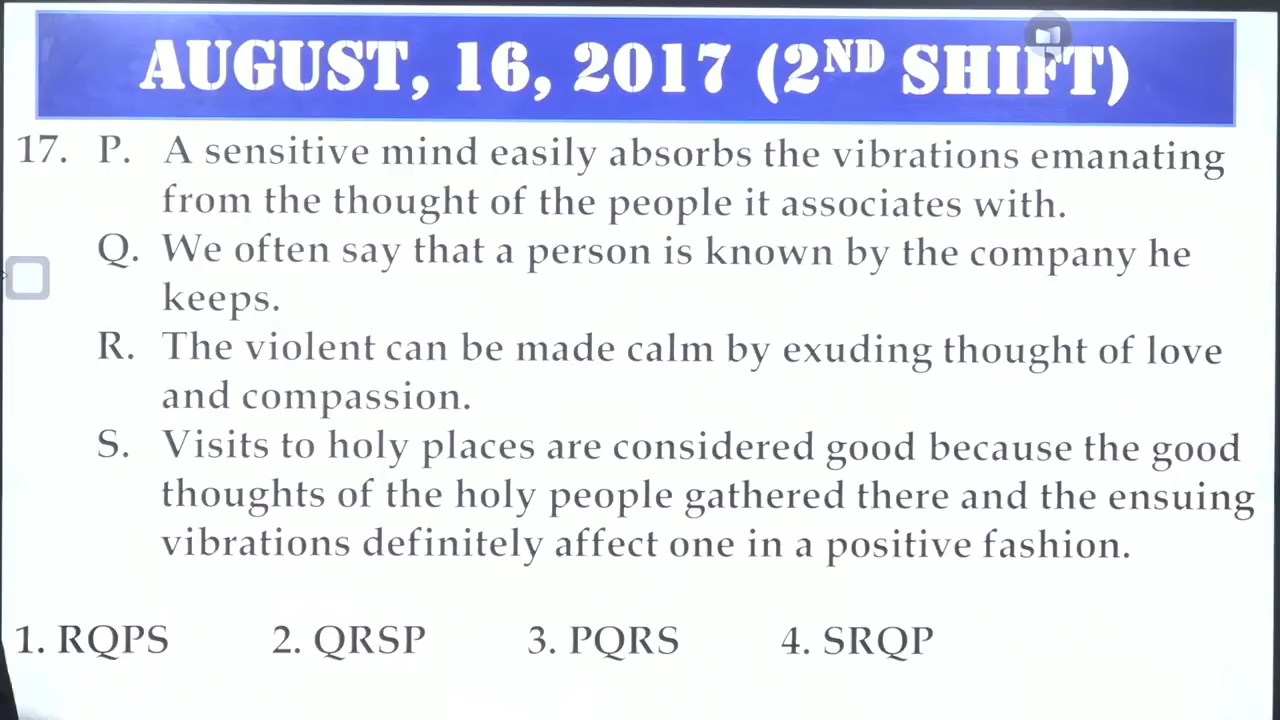 AUGUST, 16, 2017 (2ND SHIFT)
17. P. A sensitive mind easily absorbs the vibrations emanating
from the thought of the people it associates with.
Q. We often say that a person is known by the company he
keeps.
R. The violent can be made calm by exuding thought of love
and compassion.
S. Visits to holy places are considered good because the good
thoughts of the holy people gathered there and the ensuing
vibrations definitely affect one in a positive fashion.
1. RQPS 2. QRSP 3. PQRS 4. SRQP